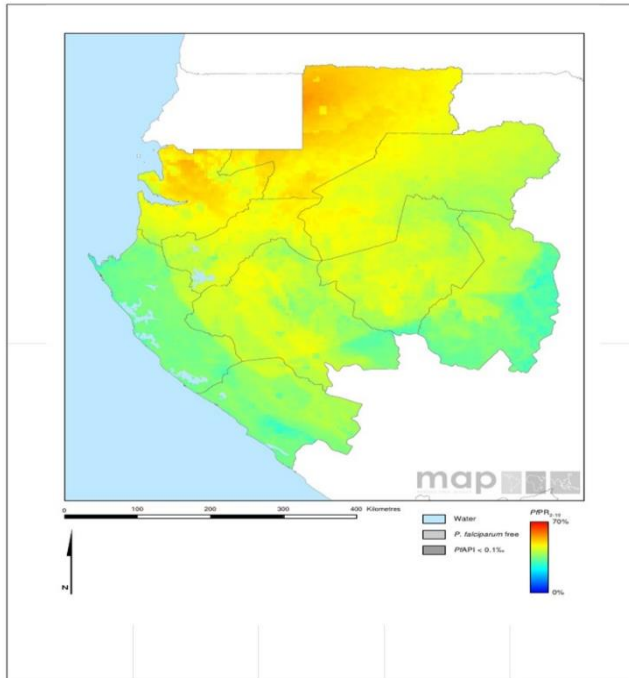 map
0 100 200 300 400 Kilometres
Water
P. falciparum free
PfAPI < 0.1‰
PfPR2-10
70%
0%
N